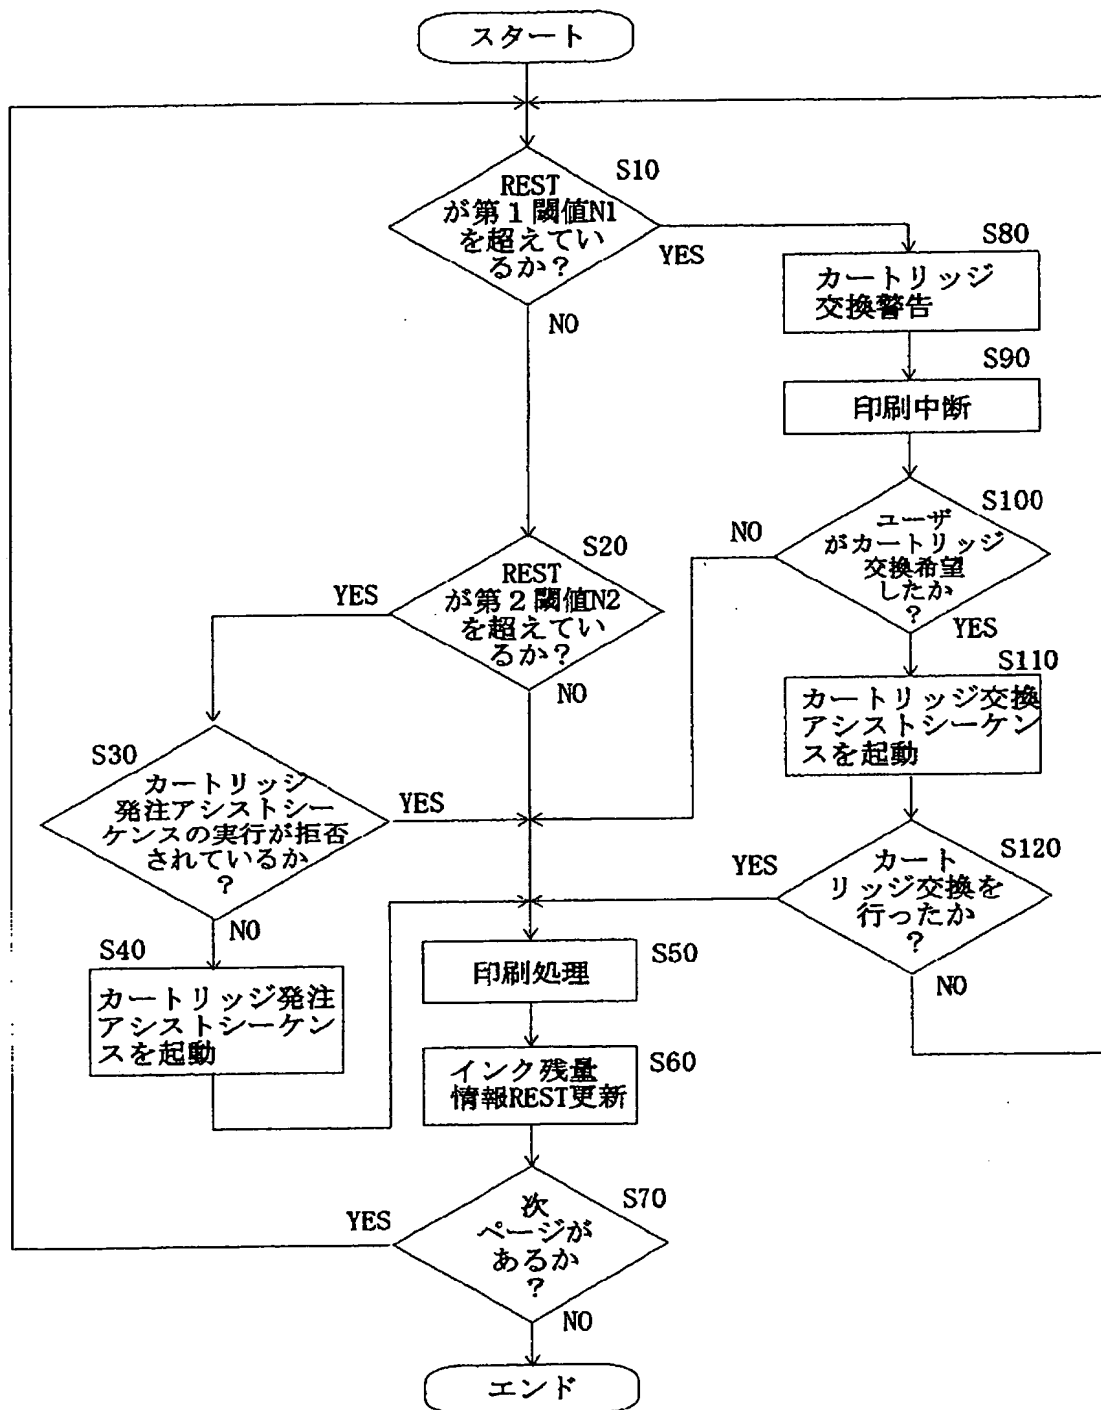 スタート
S10
REST
が第１閾値N1
を超えてい
るか？
YES
NO
S80
カートリッジ
交換警告
S90
印刷中断
S100
ユーザ
がカートリッジ
交換希望
したか
？
NO
YES
S20
REST
が第２閾値N2
を超えてい
るか？
YES
NO
S110
カートリッジ交換
アシストシーケン
スを起動
S30
カートリッジ
発注アシストシー
ケンスの実行が拒否
されているか
？
YES
NO
S120
カート
リッジ交換を
行ったか
？
YES
NO
S40
カートリッジ発注
アシストシーケン
スを起動
S50
印刷処理
S60
インク残量
情報REST更新
S70
次
ページが
あるか
？
YES
NO
エンド